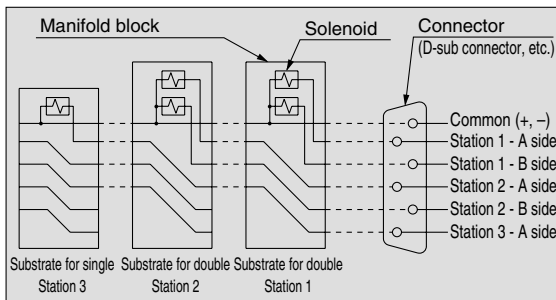 Manifold block
Solenoid
Connector
(D-sub connector, etc.)
Common (+, –)
Station 1 - A side
Station 1 - B side
Station 2 - A side
Station 2 - B side
Station 3 - A side
Substrate for single
Station 3
Substrate for double
Station 2
Substrate for double
Station 1